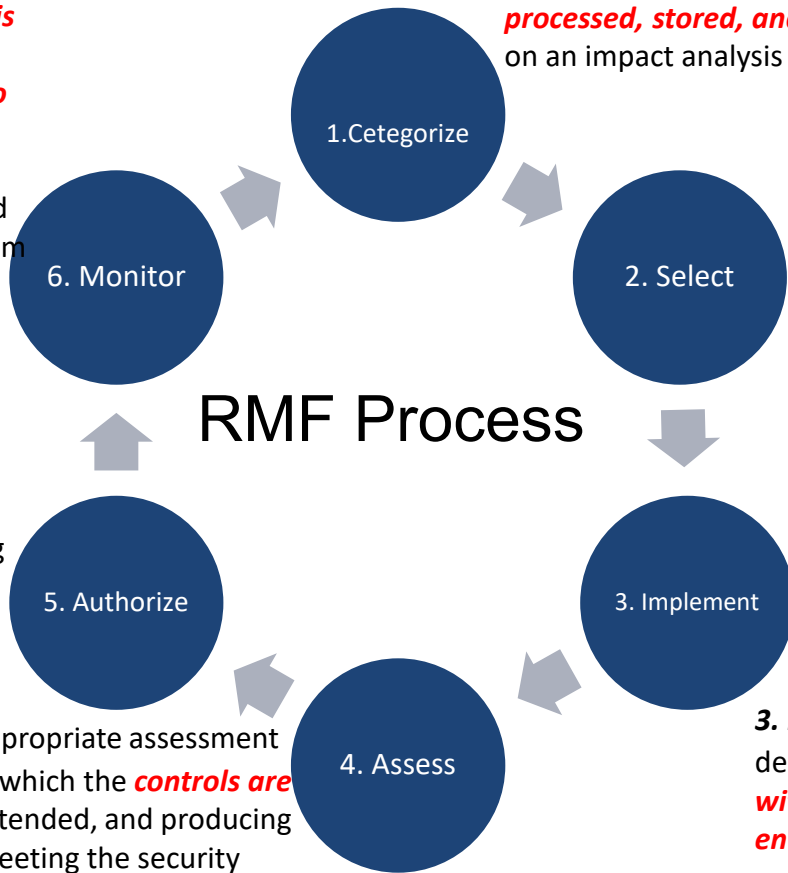 is
processed, stored, and
on an impact analysis
o
1.Cetegorize
d
m
6. Monitor
2. Select
RMF Process
g
5. Authorize
3. Implement
propriate assessment
which the controls are
tended, and producing
eeting the security
4. Assess
3.
de
wi
en